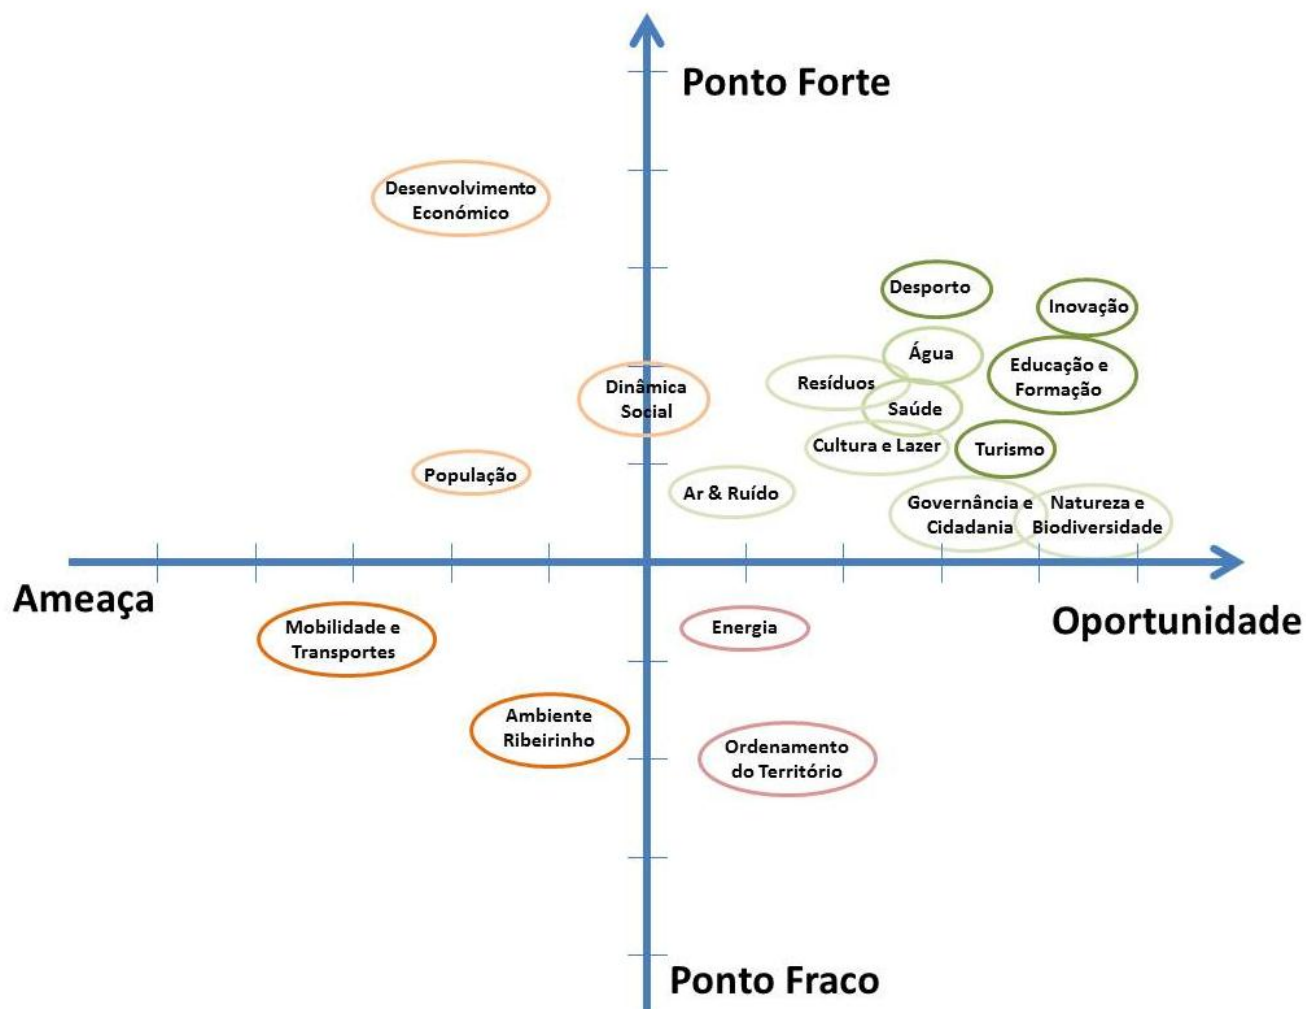 Ponto Forte
Desenvolvimento
Económico
Desporto
Inovação
Água
Educação e
Formação
Resíduos
Dinâmica
Social
Saúde
Cultura e Lazer
Turismo
População
Ar & Ruído
Governância e
Cidadania
Natureza e
Biodiversidade
Ameaça
Oportunidade
Mobilidade e
Transportes
Energia
Ambiente
Ribeirinho
Ordenamento
do Território
Ponto Fraco